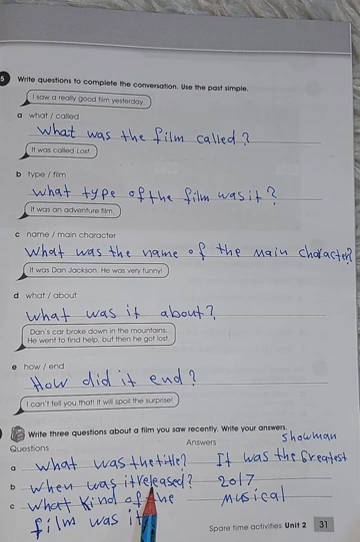 5 Write questions to complete the conversation. Use the past simple.
I saw a really good film yesterday.
a what / called
What was the film called?
It was called Lost.
b type / film
what type of the film was it?
It was an adventure film.
c name / main character
What was the name of the main character?
It was Dan Jackson. He was very funny!
d what / about
what was it about?
Dan's car broke down in the mountains.
He went to find help, but then he got lost.
e how / end
How did it end?
I can't tell you that! It will spoil the surprise!
Write three questions about a film you saw recently. Write your answers.
Questions Answers
showman
a what was the title? It was the Greatest
b when was it released? 2017
c what kind of the musical
film was it
Spare time activities Unit 2 31